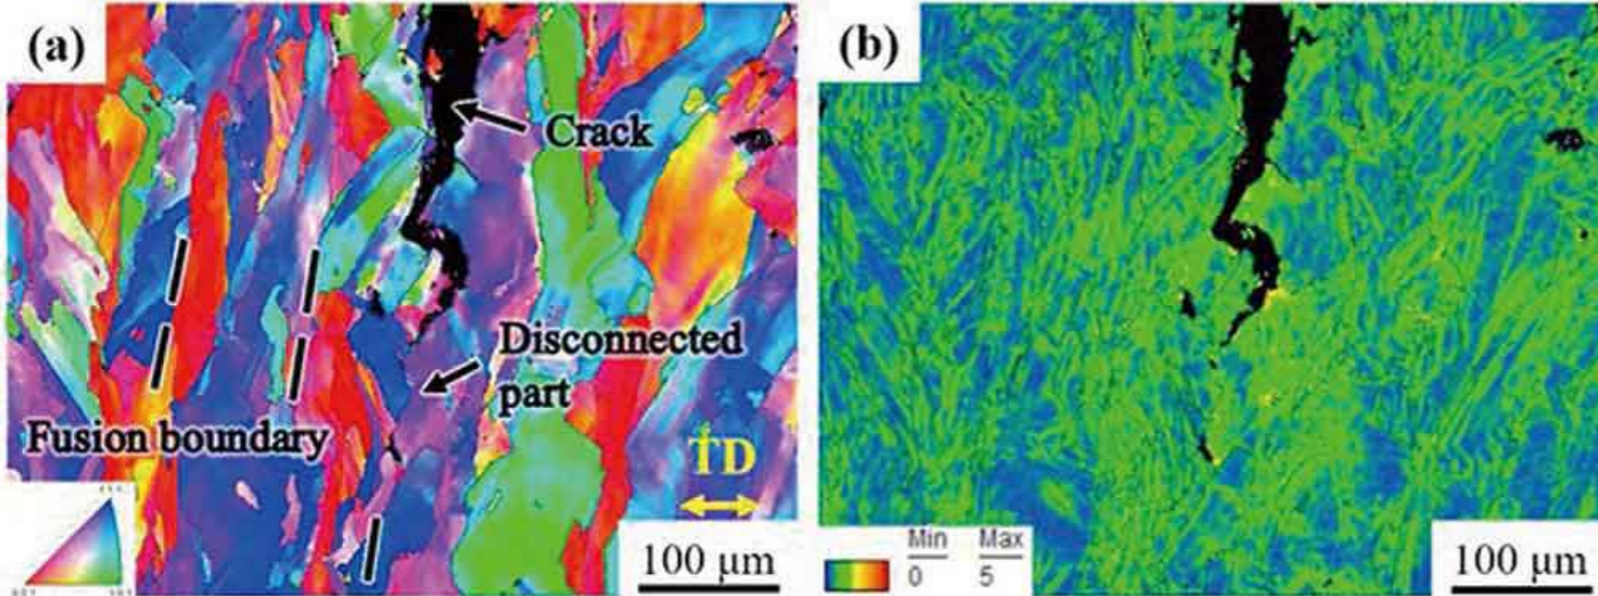 (a)
Crack
Disconnected
part
Fusion boundary
TD
100 μm
(b)
Min Max
0 5
100 μm